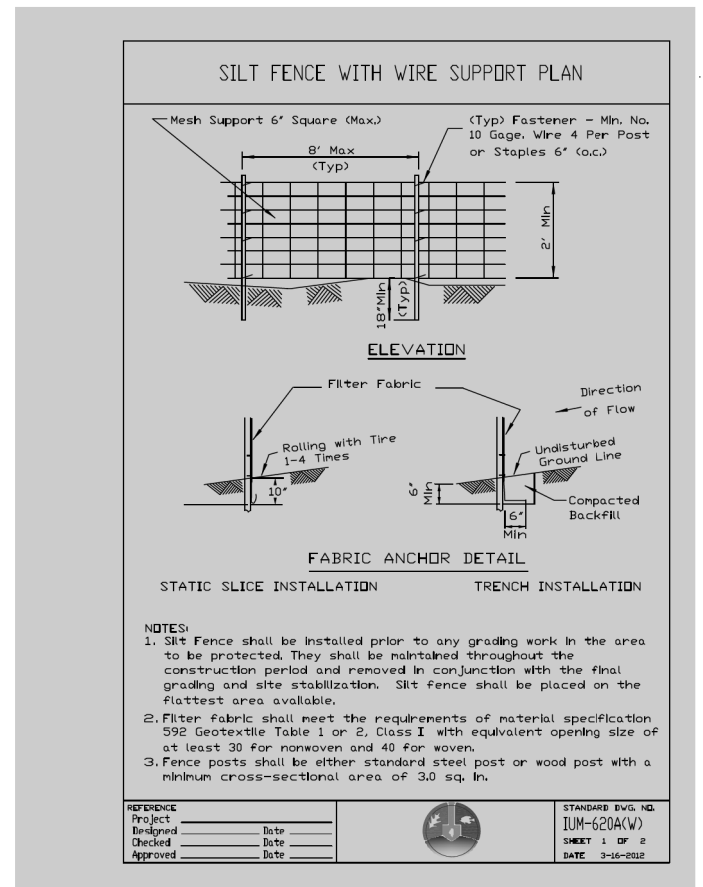 SILT FENCE WITH WIRE SUPPORT PLAN
Mesh Support 6" Square (Max.)
(Typ) Fastener - Min. No.
10 Gage. Wire 4 Per Post
or Staples 6" (o.c.)
8' Max
(Typ)
2' Min
18"Min
(Typ)
ELEVATION
Filter Fabric
Direction
of Flow
Rolling with Tire
1-4 Times
10"
Undisturbed
Ground Line
6"
Min
6"
Min
Compacted
Backfill
FABRIC ANCHOR DETAIL
STATIC SLICE INSTALLATION
TRENCH INSTALLATION
NOTES:
1. Silt Fence shall be installed prior to any grading work in the area
to be protected. They shall be maintained throughout the
construction period and removed in conjunction with the final
grading and site stabilization. Silt fence shall be placed on the
flattest area available.
2. Filter fabric shall meet the requirements of material specification
592 Geotextile Table 1 or 2, Class I with equivalent opening size of
at least 30 for nonwoven and 40 for woven.
3. Fence posts shall be either standard steel post or wood post with a
minimum cross-sectional area of 3.0 sq. in.
REFERENCE
Project
Designed Date
Checked Date
Approved Date
STANDARD DWG. NO.
IUM-620A(W)
SHEET 1 OF 2
DATE 3-16-2012